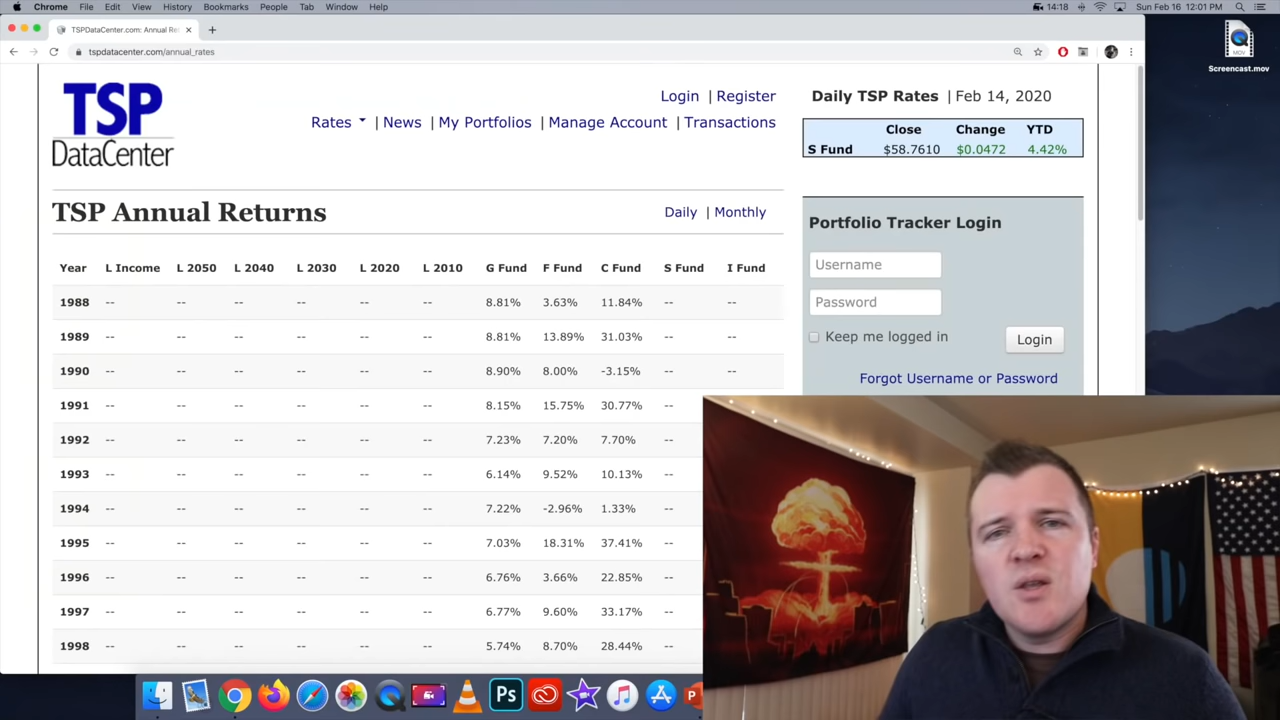 Chrome File Edit View History Bookmarks People Tab Window Help 14:18 Sun Feb 16 12:01 PM
TSPDataCenter.com: Annual Re
tspdatacenter.com/annual_rates
MOV
Screencast.mov
TSP
DataCenter
Login | Register
Rates | News | My Portfolios | Manage Account | Transactions
Daily TSP Rates | Feb 14, 2020
Close Change YTD
S Fund $58.7610 $0.0472 4.42%
TSP Annual Returns
Daily | Monthly
Year L Income L 2050 L 2040 L 2030 L 2020 L 2010 G Fund F Fund C Fund S Fund I Fund
1988 -- -- -- -- -- -- 8.81% 3.63% 11.84% -- --
1989 -- -- -- -- -- -- 8.81% 13.89% 31.03% -- --
1990 -- -- -- -- -- -- 8.90% 8.00% -3.15% -- --
1991 -- -- -- -- -- -- 8.15% 15.75% 30.77% --
1992 -- -- -- -- -- -- 7.23% 7.20% 7.70% --
1993 -- -- -- -- -- -- 6.14% 9.52% 10.13% --
1994 -- -- -- -- -- -- 7.22% -2.96% 1.33% --
1995 -- -- -- -- -- -- 7.03% 18.31% 37.41% --
1996 -- -- -- -- -- -- 6.76% 3.66% 22.85% --
1997 -- -- -- -- -- -- 6.77% 9.60% 33.17% --
1998 -- -- -- -- -- -- 5.74% 8.70% 28.44% --
Portfolio Tracker Login
Username
Password
Keep me logged in
Login
Forgot Username or Password
Ps
P